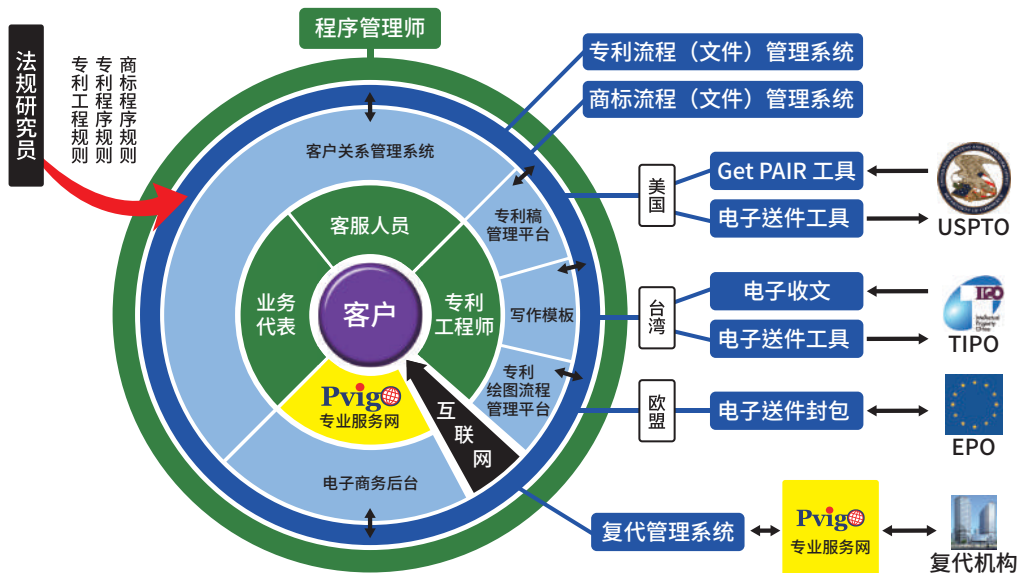 程序管理师
法规研究员
商标程序规则
专利程序规则
专利工程规则
专利流程（文件）管理系统
商标流程（文件）管理系统
客户关系管理系统
客服人员
业务
代表
客户
专利
工程师
专利稿
管理平台
写作模板
专利
绘图流程
管理平台
Pvigo
专业服务网
互联网
电子商务后台
美国
Get PAIR 工具
电子送件工具
USPTO
台湾
电子收文
电子送件工具
TIPO
Intellectual
Property
Office
TIPO
欧盟
电子送件封包
EPO
复代管理系统
Pvigo
专业服务网
复代机构